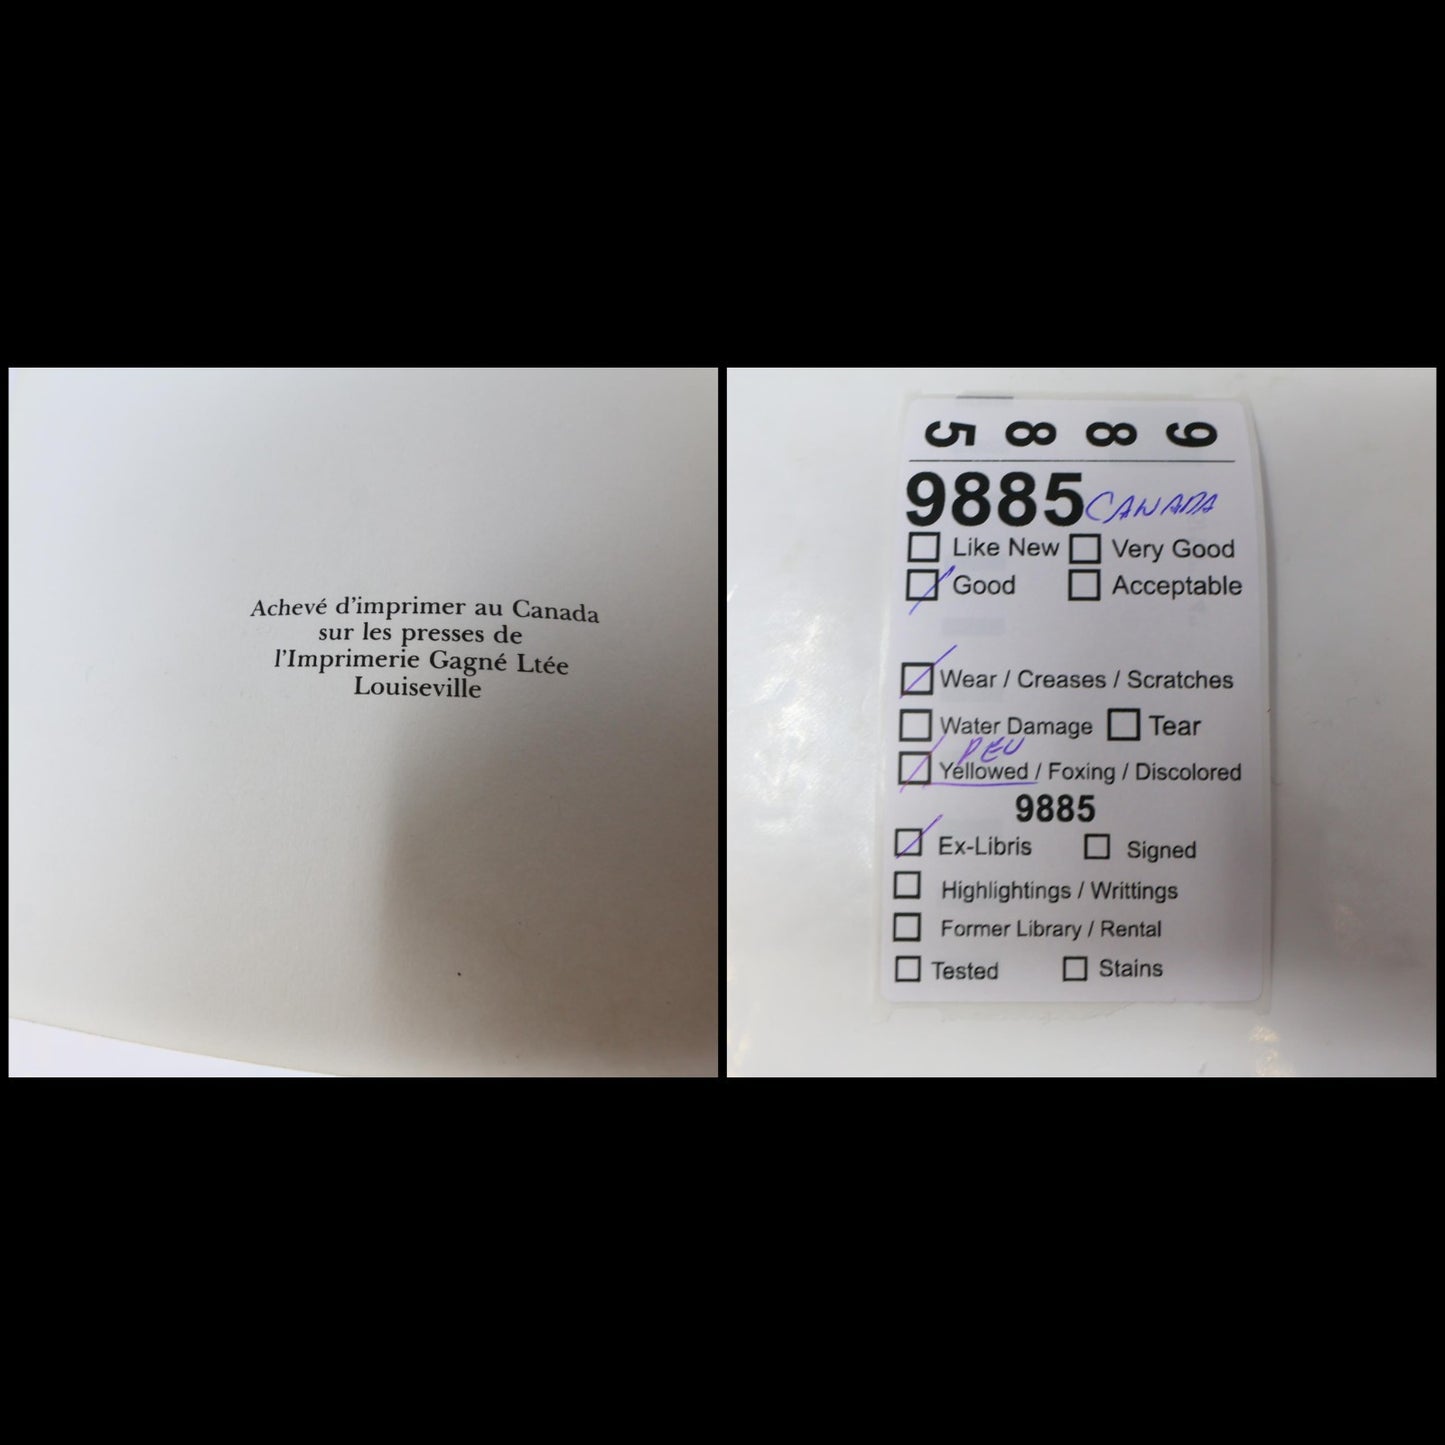 Achevé d'imprimer au Canada
sur les presses de
l'Imprimerie Gagné Ltée
Louiseville
9885
9885 CANADA
Like New Very Good
Good Acceptable
Wear / Creases / Scratches
Water Damage Tear
PEU
Yellowed / Foxing / Discolored
9885
Ex-Libris Signed
Highlightings / Writtings
Former Library / Rental
Tested Stains